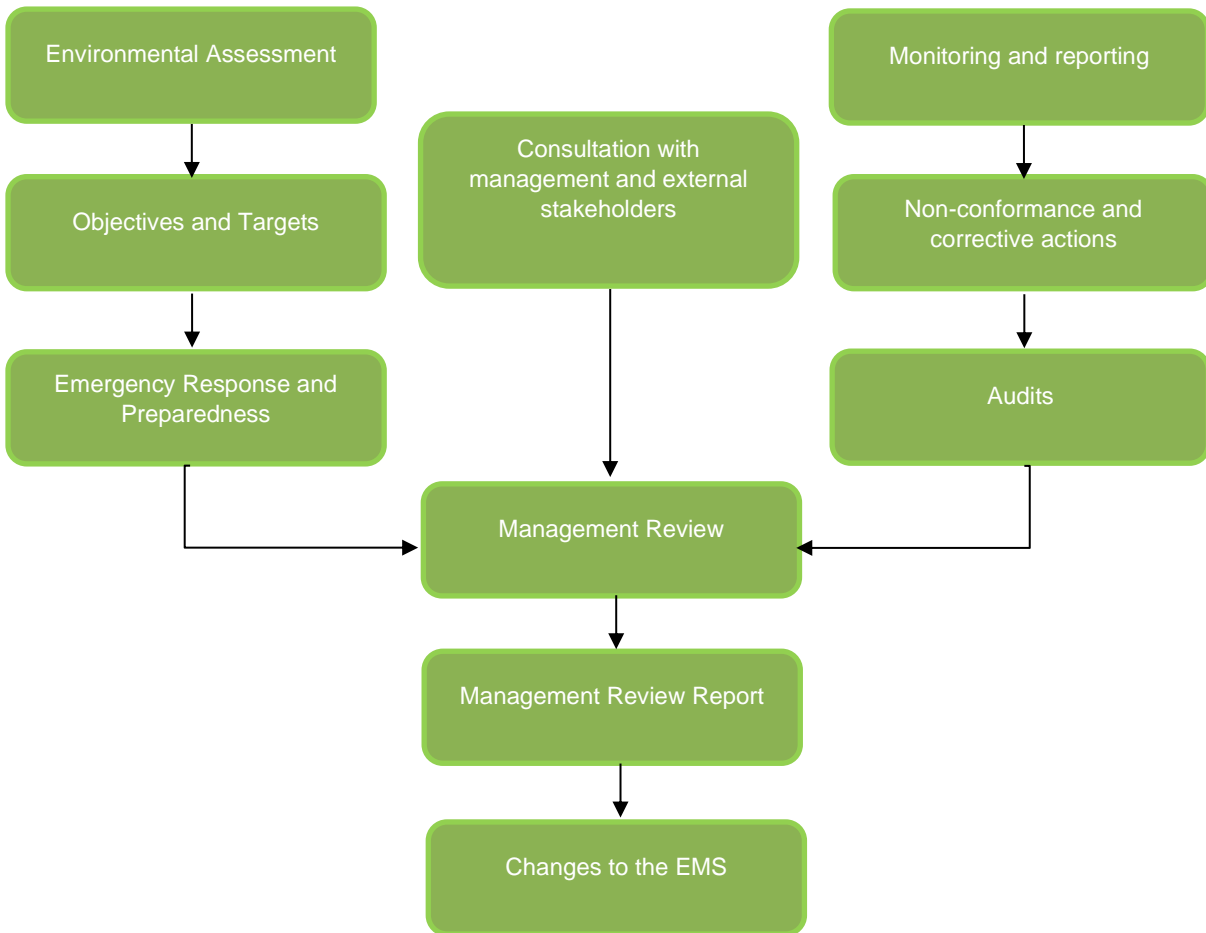 Environmental Assessment
Monitoring and reporting
Consultation with
management and external
stakeholders
Objectives and Targets
Non-conformance and
corrective actions
Emergency Response and
Preparedness
Audits
Management Review
Management Review Report
Changes to the EMS